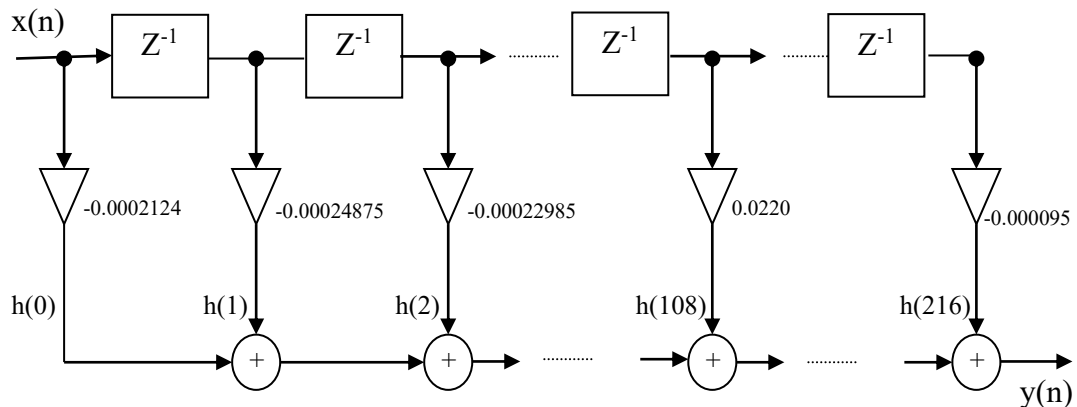 x(n)
Z-1 Z-1 Z-1 Z-1
-0.0002124 -0.00024875 -0.00022985 0.0220 -0.000095
h(0) h(1) h(2) h(108) h(216)
+ + + +
y(n)